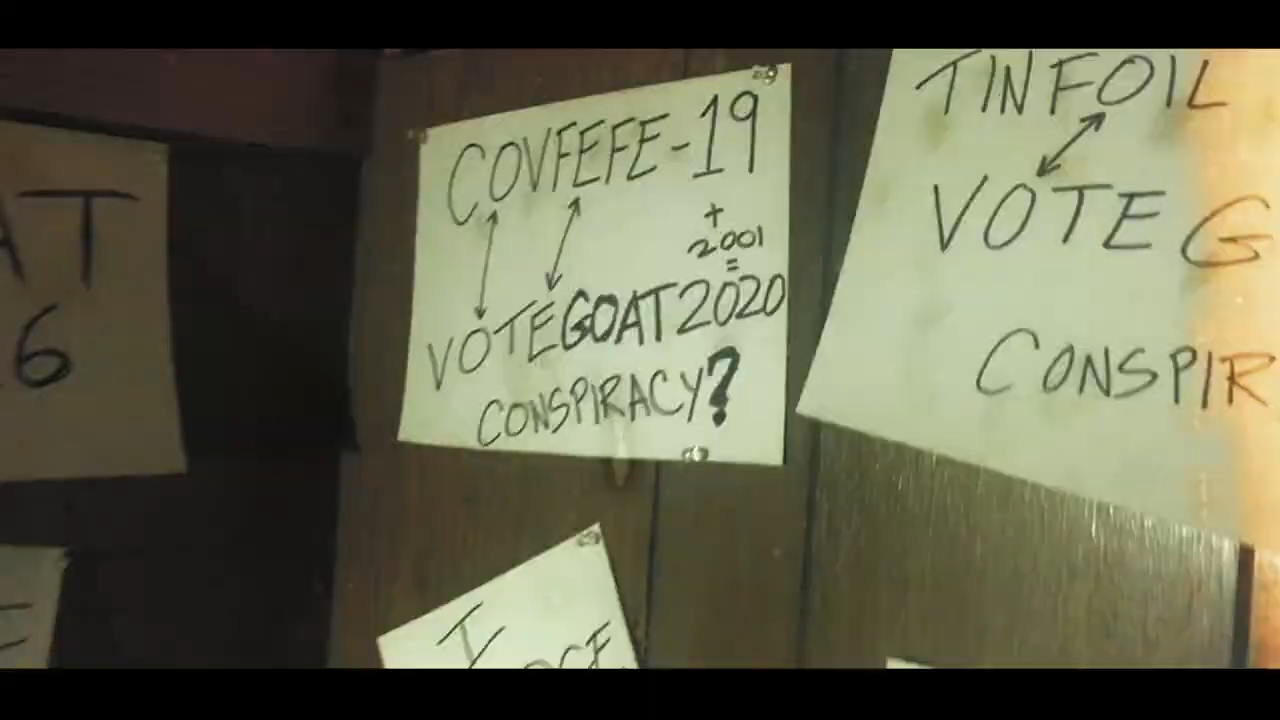 AT
6
COVFEFE-19
+
2001
=
VOTEGOAT2020
CONSPIRACY?
TINFOIL
VOTE G
CONSPIR
I